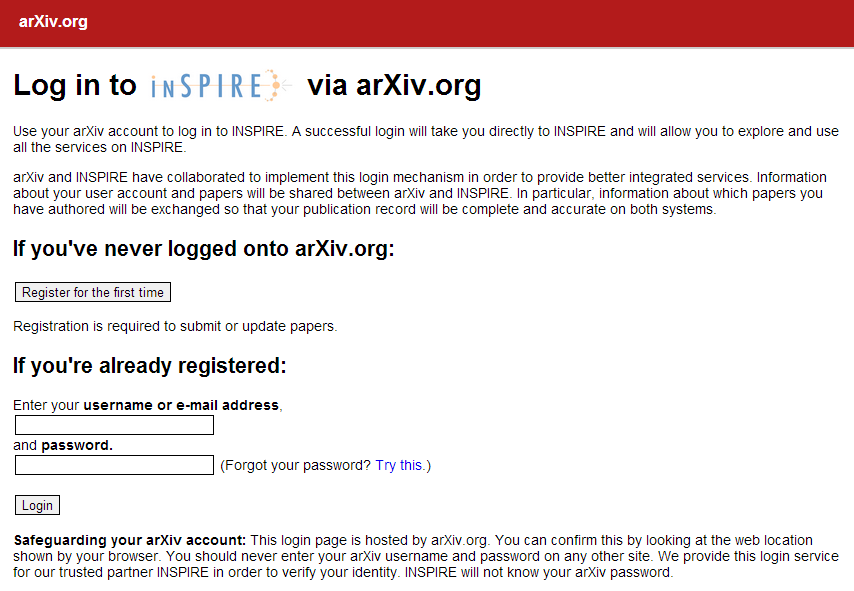 arXiv.org
Log in to inSPIRE via arXiv.org
Use your arXiv account to log in to INSPIRE. A successful login will take you directly to INSPIRE and will allow you to explore and use
all the services on INSPIRE.
arXiv and INSPIRE have collaborated to implement this login mechanism in order to provide better integrated services. Information
about your user account and papers will be shared between arXiv and INSPIRE. In particular, information about which papers you
have authored will be exchanged so that your publication record will be complete and accurate on both systems.
If you've never logged onto arXiv.org:
Register for the first time
Registration is required to submit or update papers.
If you're already registered:
Enter your username or e-mail address,
and password.
(Forgot your password? Try this.)
Login
Safeguarding your arXiv account: This login page is hosted by arXiv.org. You can confirm this by looking at the web location
shown by your browser. You should never enter your arXiv username and password on any other site. We provide this login service
for our trusted partner INSPIRE in order to verify your identity. INSPIRE will not know your arXiv password.